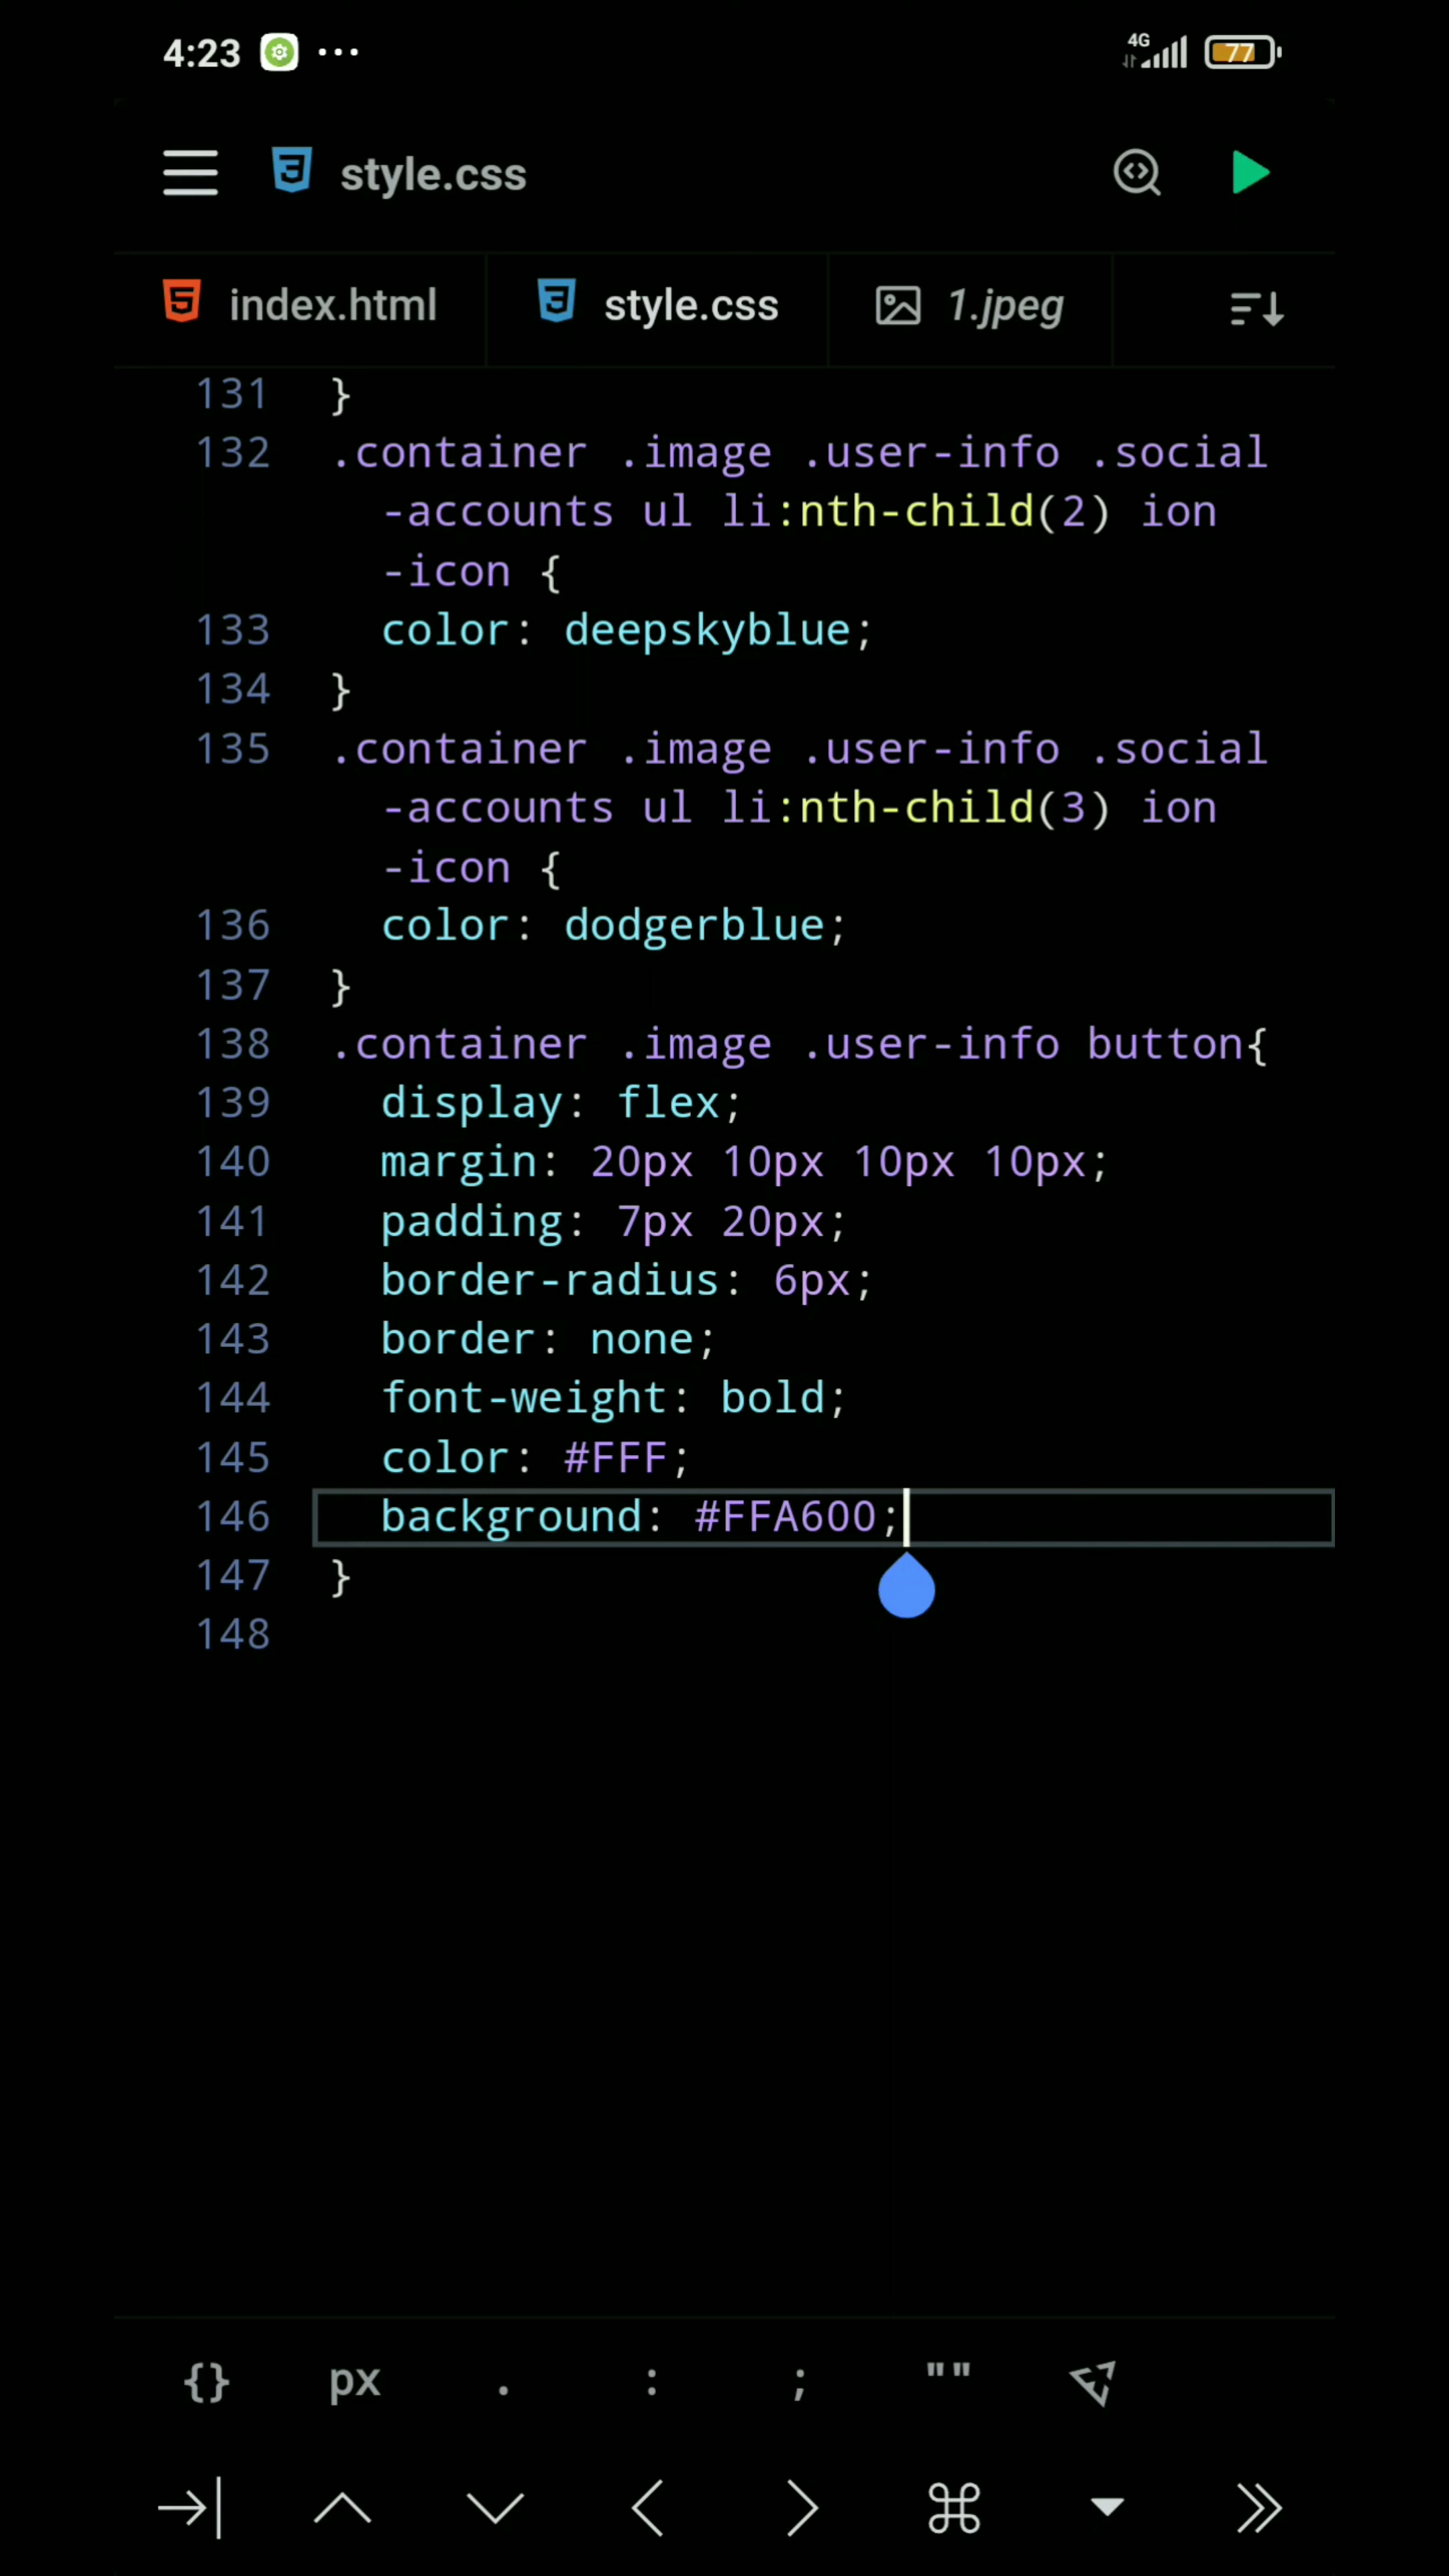 4:23 ... 4G 77
style.css
index.html style.css 1.jpeg
131 }
132 .container .image .user-info .social
-accounts ul li:nth-child(2) ion
-icon {
133 color: deepskyblue;
134 }
135 .container .image .user-info .social
-accounts ul li:nth-child(3) ion
-icon {
136 color: dodgerblue;
137 }
138 .container .image .user-info button{
139 display: flex;
140 margin: 20px 10px 10px 10px;
141 padding: 7px 20px;
142 border-radius: 6px;
143 border: none;
144 font-weight: bold;
145 color: #FFF;
146 background: #FFA600;
147 }
148
{} px . : ; ""